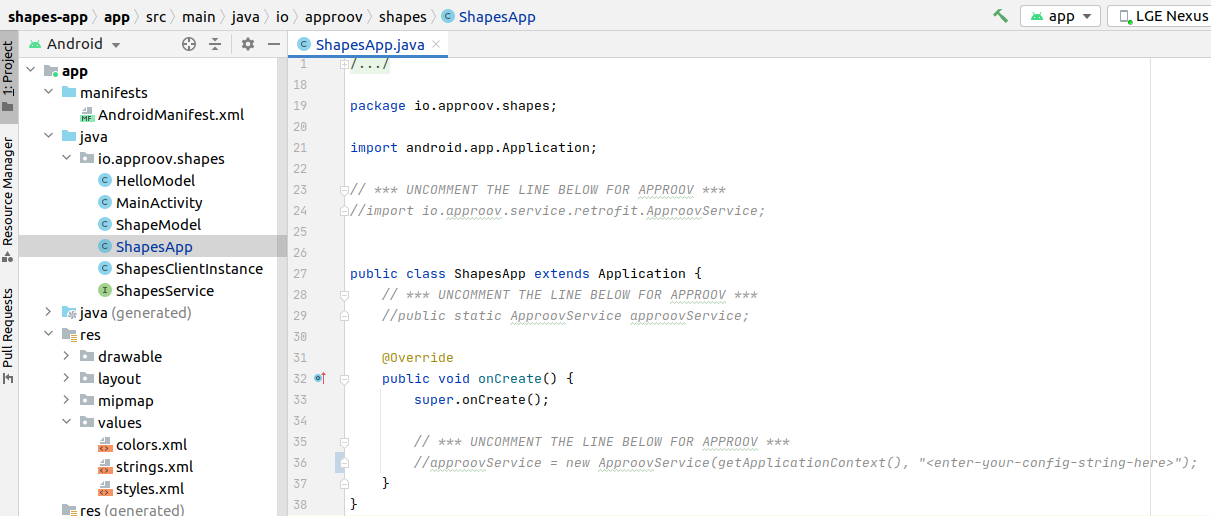 shapes-app app src main java io approov shapes ShapesApp app LGE Nexus
1: Project
Resource Manager
Pull Requests
Android
app
manifests
AndroidManifest.xml
java
io.approov.shapes
HelloModel
MainActivity
ShapeModel
ShapesApp
ShapesClientInstance
ShapesService
java (generated)
res
drawable
layout
mipmap
values
colors.xml
strings.xml
styles.xml
res (generated)
ShapesApp.java
1 /.../
18
19 package io.approov.shapes;
20
21 import android.app.Application;
22
23 // *** UNCOMMENT THE LINE BELOW FOR APPROOV ***
24 //import io.approov.service.retrofit.ApproovService;
25
26
27 public class ShapesApp extends Application {
28 // *** UNCOMMENT THE LINE BELOW FOR APPROOV ***
29 //public static ApproovService approovService;
30
31 @Override
32 public void onCreate() {
33 super.onCreate();
34
35 // *** UNCOMMENT THE LINE BELOW FOR APPROOV ***
36 //approovService = new ApproovService(getApplicationContext(), "<enter-your-config-string-here>");
37 }
38 }